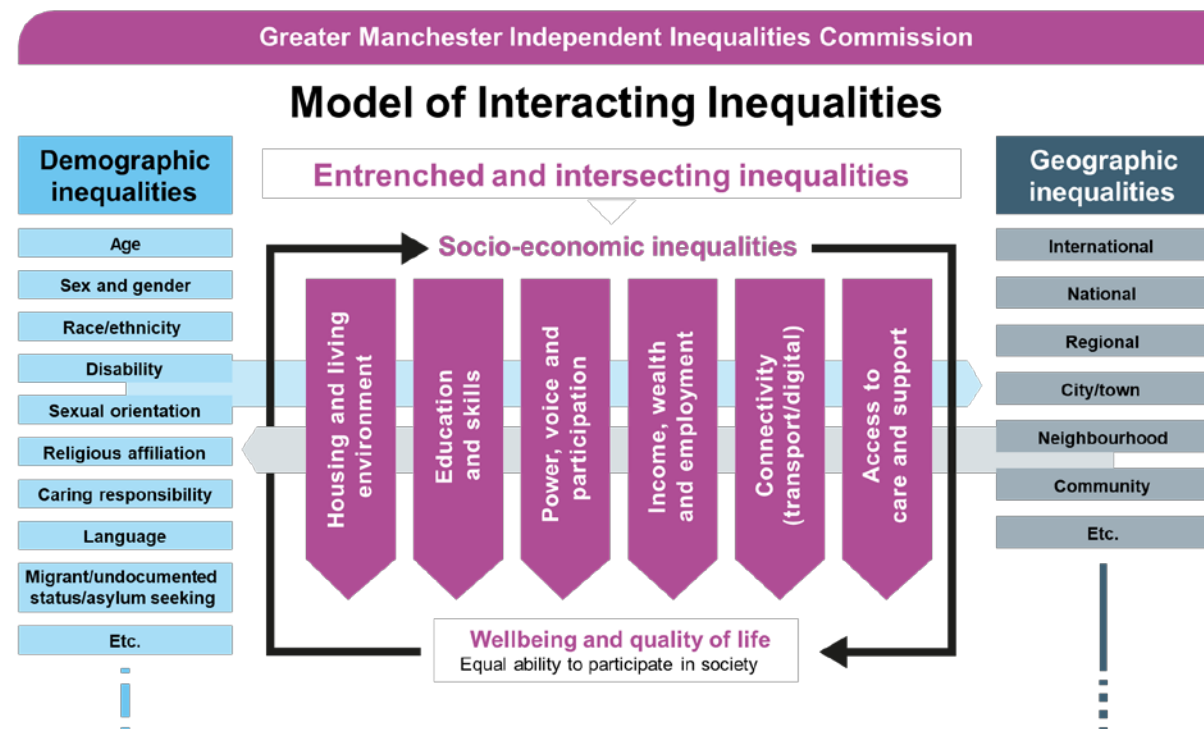 Greater Manchester Independent Inequalities Commission
Model of Interacting Inequalities
Demographic
inequalities
Age
Sex and gender
Race/ethnicity
Disability
Sexual orientation
Religious affiliation
Caring responsibility
Language
Migrant/undocumented
status/asylum seeking
Etc.
Entrenched and intersecting inequalities
Socio-economic inequalities
Housing and living
environment
Education
and skills
Power, voice and
participation
Income, wealth
and employment
Connectivity
(transport/digital)
Access to
care and support
Wellbeing and quality of life
Equal ability to participate in society
Geographic
inequalities
International
National
Regional
City/town
Neighbourhood
Community
Etc.